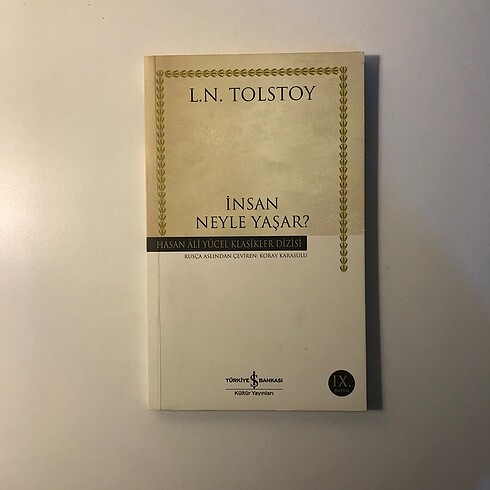 L.N. TOLSTOY
İNSAN
NEYLE YAŞAR?
HASAN ÂLİ YÜCEL KLASİKLER DİZİSİ
RUSÇA ASLINDAN ÇEVİREN: KORAY KARASULU
TÜRKİYE İŞ BANKASI
Kültür Yayınları
IX.
BASIM